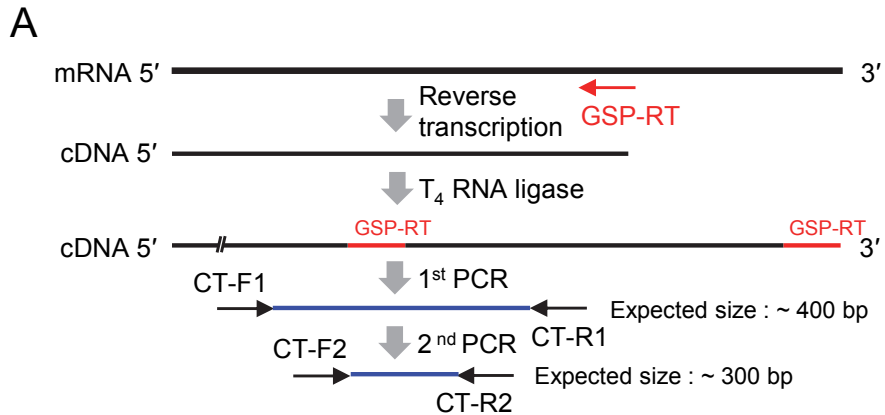 A
mRNA 5′ 3′
Reverse
transcription
GSP-RT
cDNA 5′
T4 RNA ligase
GSP-RT GSP-RT
cDNA 5′ 3′
1st PCR
CT-F1
CT-R1
Expected size : ~ 400 bp
CT-F2
2 nd PCR
Expected size : ~ 300 bp
CT-R2